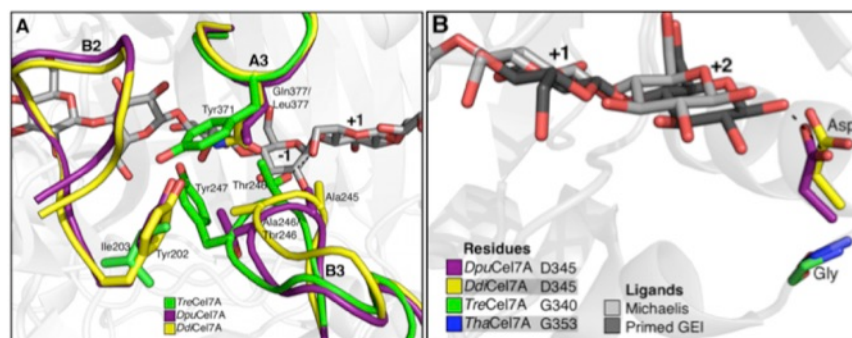 A
B2
A3
Gln377/
Leu377
Tyr371
+1
-1
Tyr247
Thr246
Ala245
Ala246/
Thr246
Ile203
Tyr202
B3
TreCel7A
DpuCel7A
DdiCel7A
B
+1
+2
Asp
Gly
Residues
DpuCel7A D345
DdiCel7A D345
TreCel7A G340
ThaCel7A G353
Ligands
Michaelis
Primed GEI